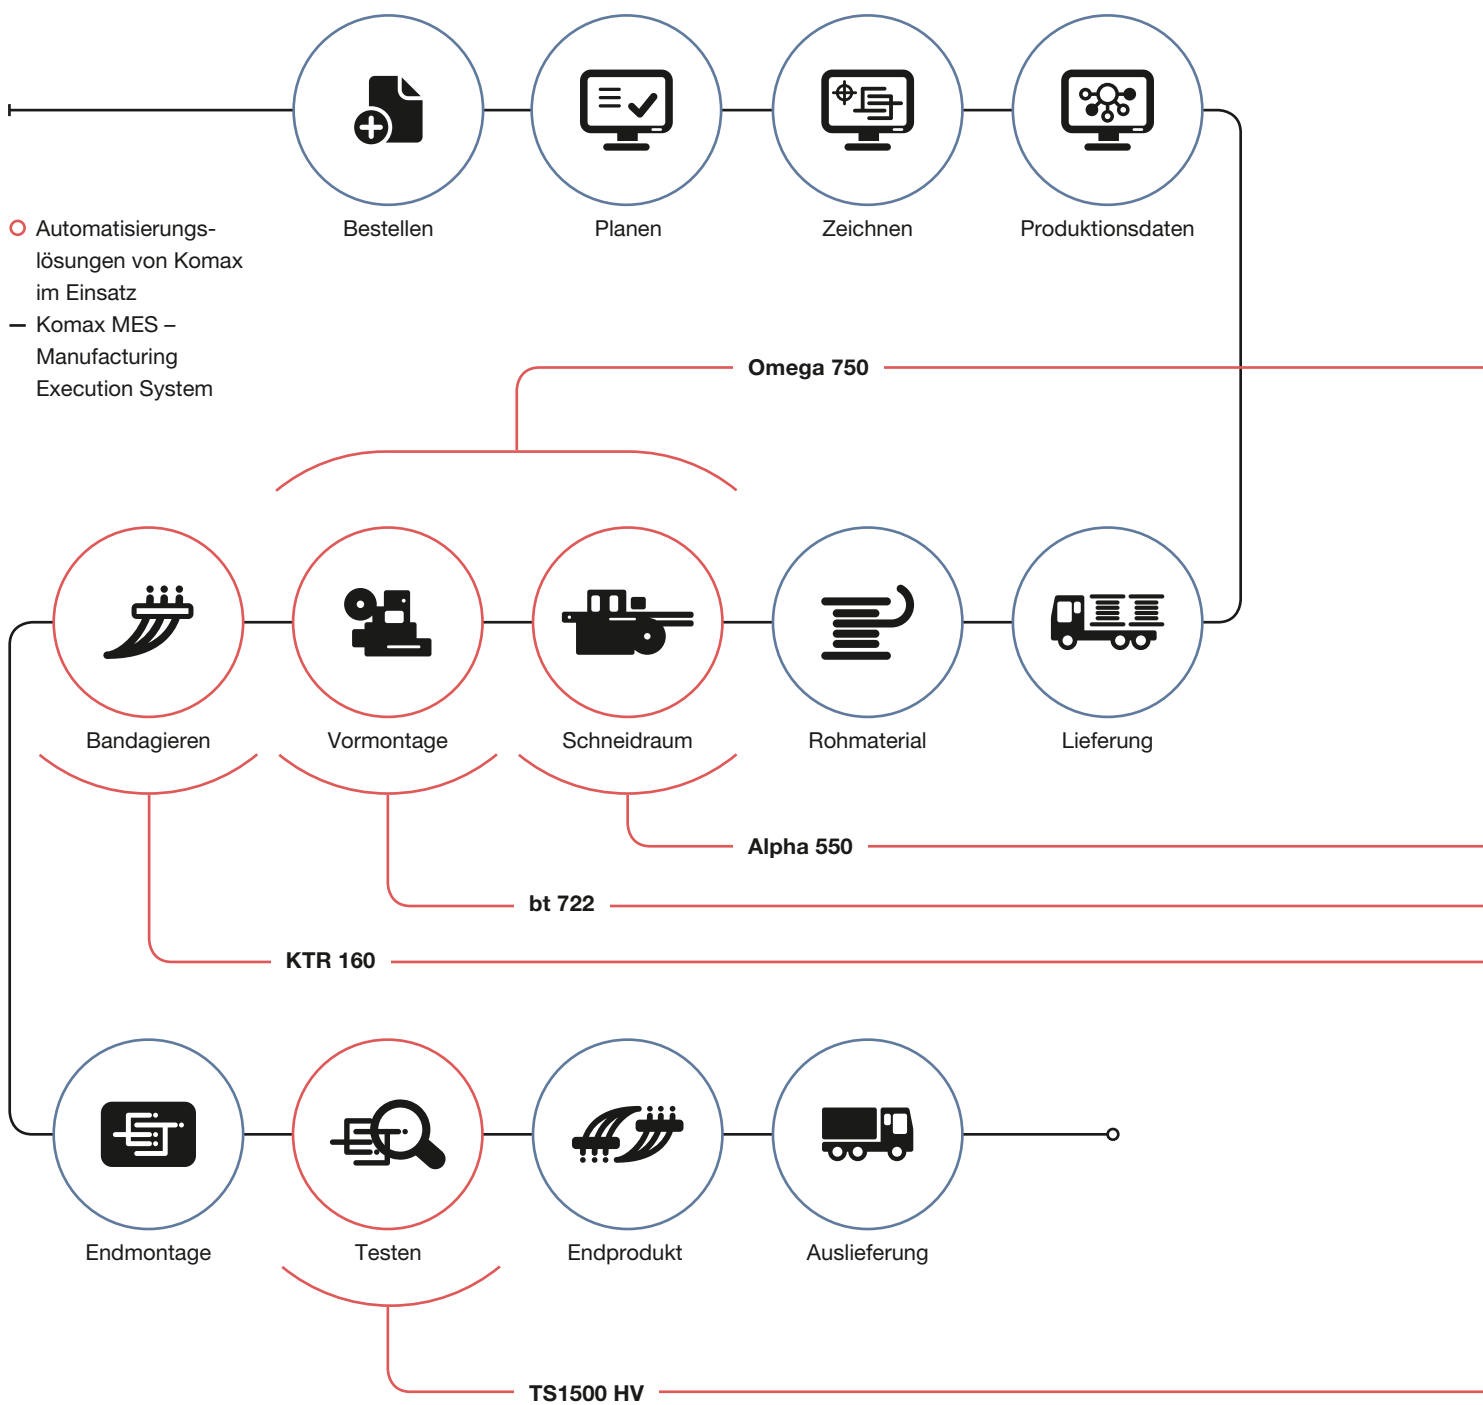 Bestellen
Planen
Zeichnen
Produktionsdaten
Automatisierungs-
lösungen von Komax
im Einsatz
Komax MES –
Manufacturing
Execution System
Omega 750
Bandagieren
Vormontage
Schneidraum
Rohmaterial
Lieferung
Alpha 550
bt 722
KTR 160
Endmontage
Testen
Endprodukt
Auslieferung
TS1500 HV